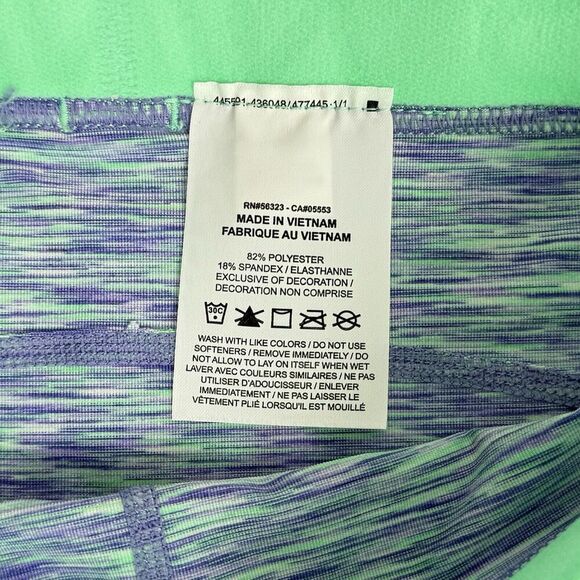 445591-436048/477445-1/1
RN#56323 - CA#05553
MADE IN VIETNAM
FABRIQUE AU VIETNAM
82% POLYESTER
18% SPANDEX / ELASTHANNE
EXCLUSIVE OF DECORATION /
DECORATION NON COMPRISE
30C
WASH WITH LIKE COLORS / DO NOT USE
SOFTENERS / REMOVE IMMEDIATELY / DO
NOT ALLOW TO LAY ON ITSELF WHEN WET
LAVER AVEC COULEURS SIMILAIRES / NE PAS
UTILISER D'ADOUCISSEUR / ENLEVER
IMMEDIATEMENT / NE PAS LAISSER LE
VÊTEMENT PLIÉ LORSQU'IL EST MOUILLÉ